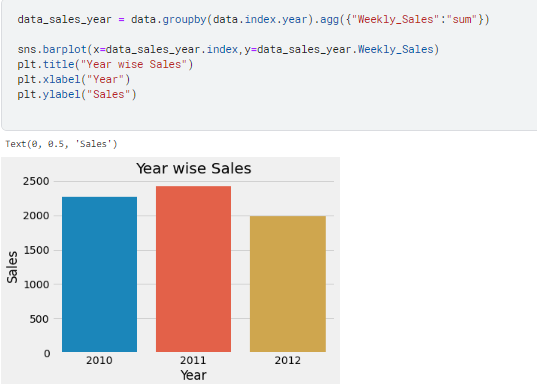 data_sales_year = data.groupby(data.index.year).agg({"Weekly_Sales":"sum"})
sns.barplot(x=data_sales_year.index,y=data_sales_year.Weekly_Sales)
plt.title("Year wise Sales")
plt.xlabel("Year")
plt.ylabel("Sales")
Text(0, 0.5, 'Sales')
Year wise Sales
2500
2000
1500
1000
500
0
Sales
2010 2011 2012
Year